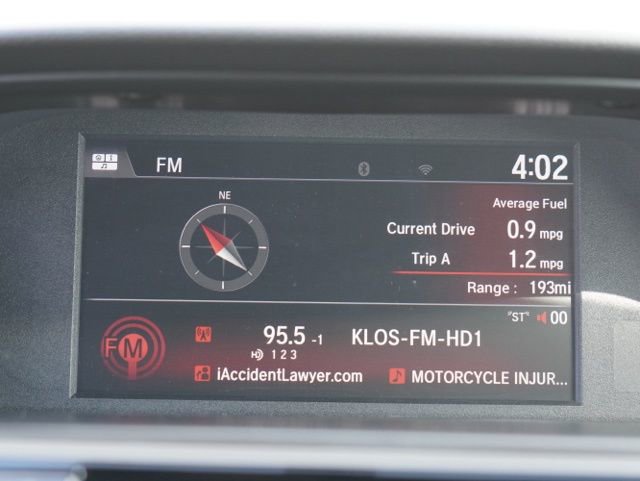 FM 4:02
NE
Average Fuel
Current Drive 0.9 mpg
Trip A 1.2 mpg
Range : 193mi
"ST" 00
FM 95.5 -1 KLOS-FM-HD1
HD 1 2 3
iAccidentLawyer.com MOTORCYCLE INJUR...